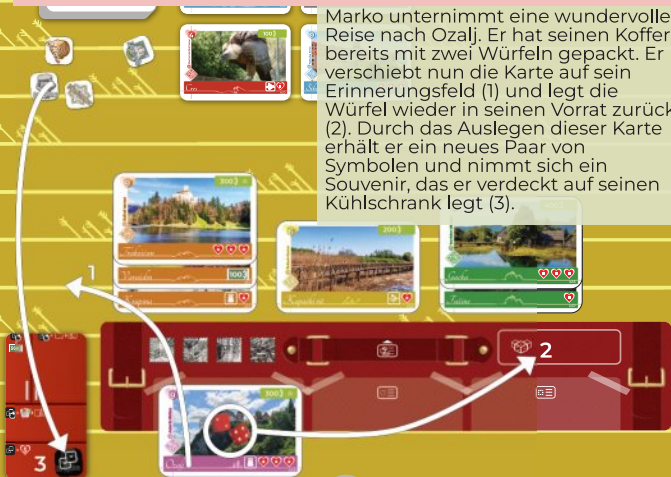 Marko unternimmt eine wundervolle
Reise nach Ozalj. Er hat seinen Koffer
bereits mit zwei Würfeln gepackt. Er
verschiebt nun die Karte auf sein
Erinnerungsfeld (1) und legt die
Würfel wieder in seinen Vorrat zurück
(2). Durch das Auslegen dieser Karte
erhält er ein neues Paar von
Symbolen und nimmt sich ein
Souvenir, das er verdeckt auf seinen
Kühlschrank legt (3).
100
300
200
100
1
2
300
3